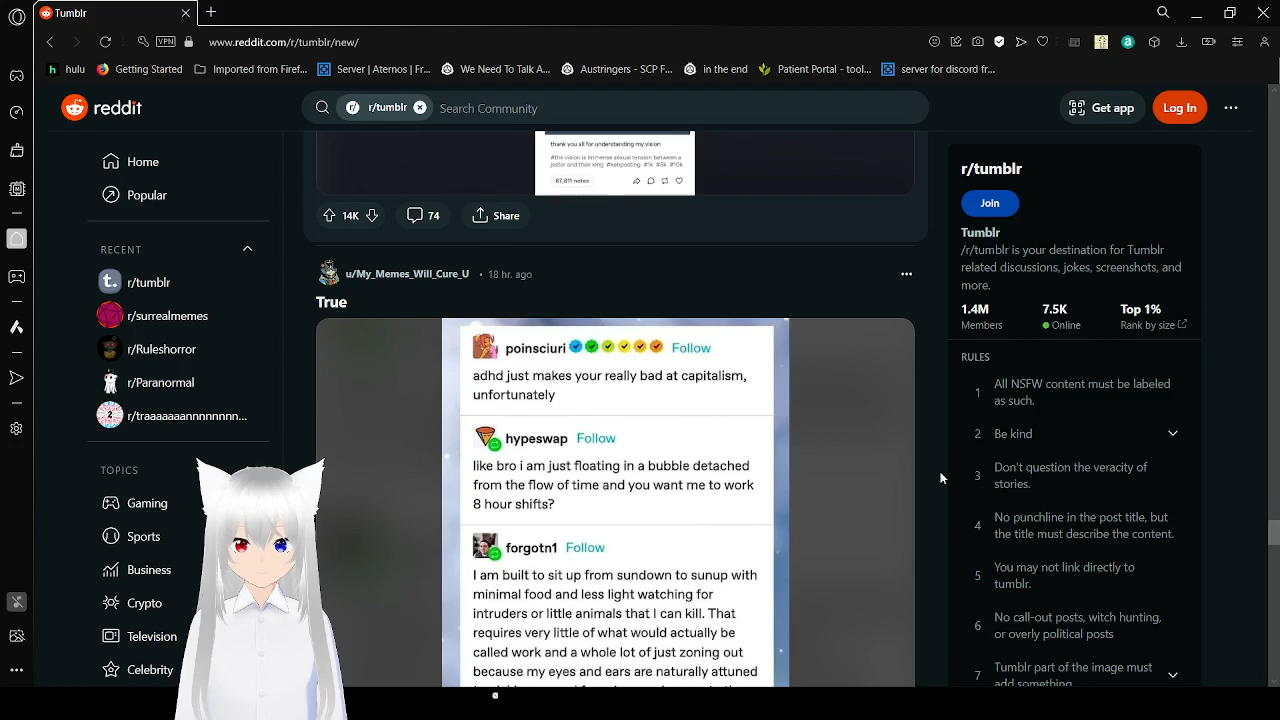 Tumblr
VPN
www.reddit.com/r/tumblr/new/
hulu
Getting Started
Imported from Firef...
Server | Aternos | Fr...
We Need To Talk A...
Austringers - SCP F...
in the end
Patient Portal - tool...
server for discord fr...
reddit
r/ r/tumblr
Search Community
Get app
Log In
Home
Popular
RECENT
r/tumblr
r/surrealmemes
r/Ruleshorror
r/Paranormal
r/traaaaaaannnnnnnn...
TOPICS
Gaming
Sports
Business
Crypto
Television
Celebrity
thank you all for understanding my vision
#the vision is immense sexual tension between a
jester and their king #kenposting #1k #5k #10k
67,811 notes
14K
74
Share
u/My_Memes_Will_Cure_U • 18 hr. ago
True
poinsciuri Follow
adhd just makes your really bad at capitalism,
unfortunately
hypeswap Follow
like bro i am just floating in a bubble detached
from the flow of time and you want me to work
8 hour shifts?
forgotn1 Follow
I am built to sit up from sundown to sunup with
minimal food and less light watching for
intruders or little animals that I can kill. That
requires very little of what would actually be
called work and a whole lot of just zoning out
because my eyes and ears are naturally attuned
r/tumblr
Join
Tumblr
/r/tumblr is your destination for Tumblr
related discussions, jokes, screenshots, and
more.
1.4M
Members
7.5K
Online
Top 1%
Rank by size
RULES
1 All NSFW content must be labeled
as such.
2 Be kind
3 Don't question the veracity of
stories.
4 No punchline in the post title, but
the title must describe the content.
5 You may not link directly to
tumblr.
6 No call-out posts, witch hunting,
or overly political posts
7 Tumblr part of the image must
add something